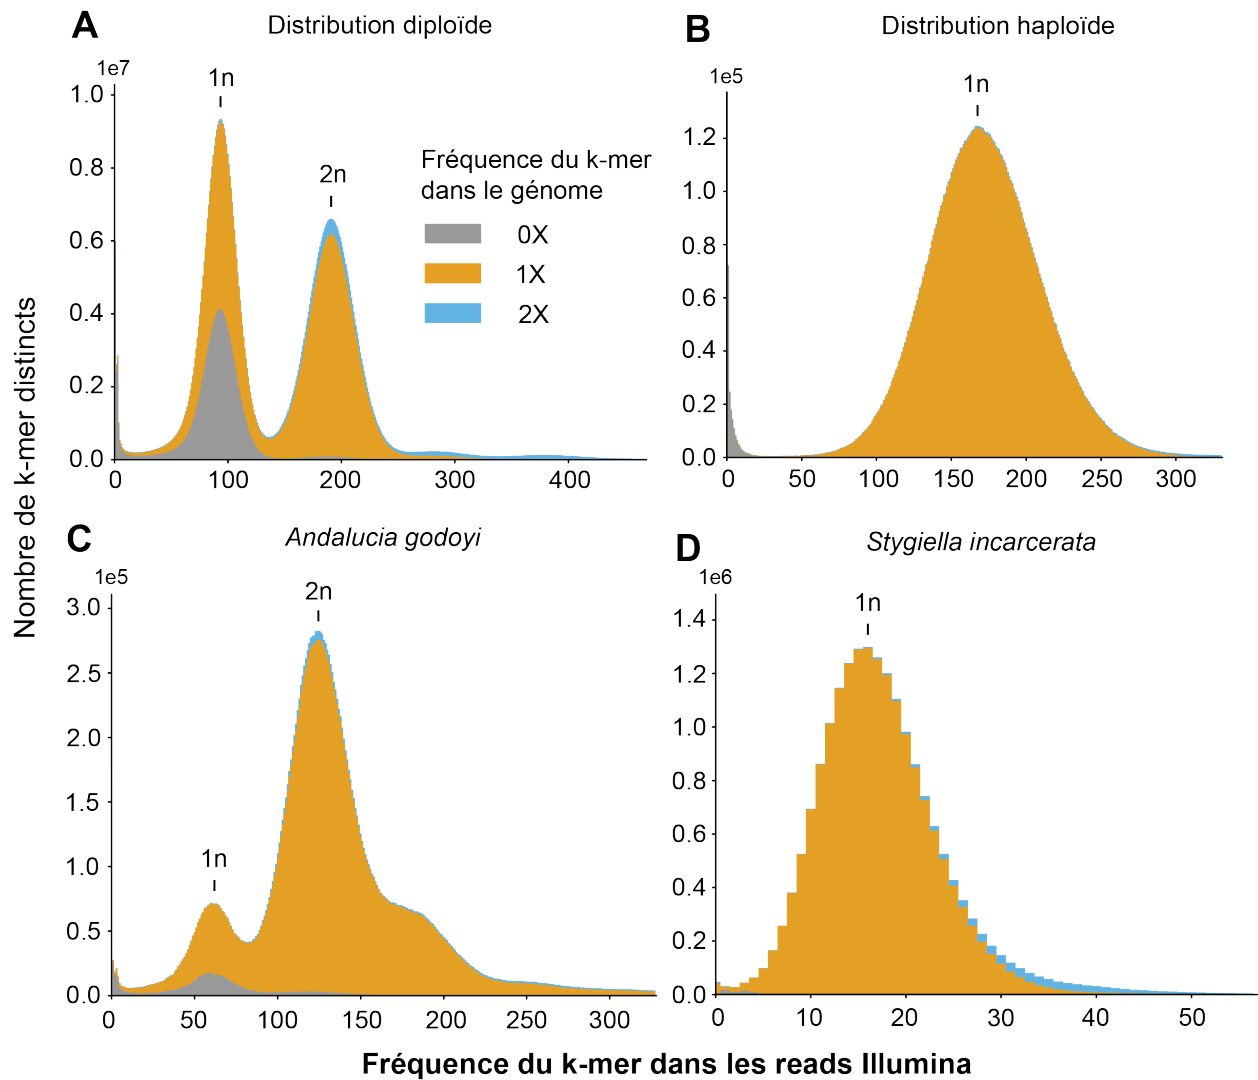 A
Distribution diploïde
1e7
1n
2n
1.0
0.8
0.6
0.4
0.2
0.0
0
100
200
300
400
Fréquence du k-mer
dans le génome
0X
1X
2X
B
Distribution haploïde
1e5
1n
1.2
1.0
0.8
0.6
0.4
0.2
0.0
0
50
100
150
200
250
300
Nombre de k-mer distincts
C
Andalucia godoyi
1e5
2n
1n
3.0
2.5
2.0
1.5
1.0
0.5
0.0
0
50
100
150
200
250
300
D
Stygiella incarcerata
1e6
1n
1.4
1.2
1.0
0.8
0.6
0.4
0.2
0.0
0
10
20
30
40
50
Fréquence du k-mer dans les reads Illumina